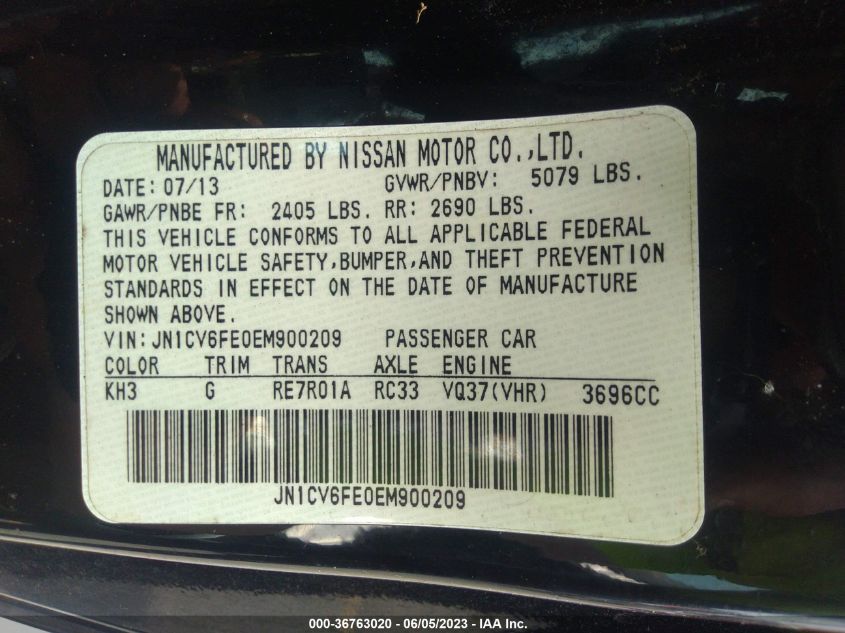 MANUFACTURED BY NISSAN MOTOR CO.,LTD.
DATE: 07/13 GVWR/PNBV: 5079 LBS.
GAWR/PNBE FR: 2405 LBS. RR: 2690 LBS.
THIS VEHICLE CONFORMS TO ALL APPLICABLE FEDERAL
MOTOR VEHICLE SAFETY,BUMPER,AND THEFT PREVENTION
STANDARDS IN EFFECT ON THE DATE OF MANUFACTURE
SHOWN ABOVE.
VIN:JN1CV6FE0EM900209 PASSENGER CAR
COLOR TRIM TRANS AXLE ENGINE
KH3 G RE7R01A RC33 VQ37(VHR) 3696CC
JN1CV6FE0EM900209
000-36763020 - 06/05/2023 - IAA Inc.